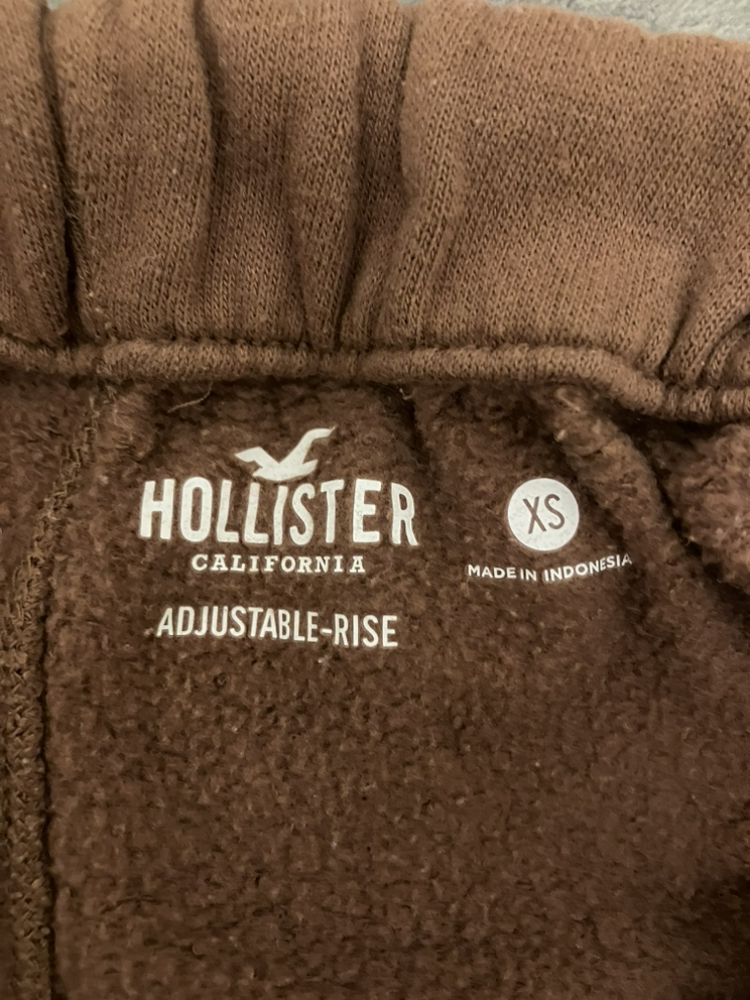 HOLLISTER
CALIFORNIA
ADJUSTABLE-RISE
XS
MADE IN INDONESIA